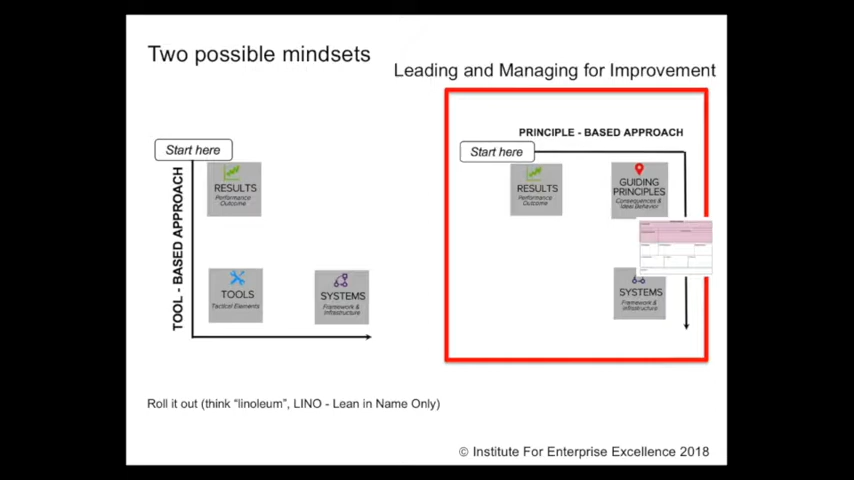 Two possible mindsets
Leading and Managing for Improvement
Start here
TOOL - BASED APPROACH
RESULTS
Performance
Outcome
TOOLS
Tactical Elements
SYSTEMS
Framework &
Infrastructure
PRINCIPLE - BASED APPROACH
Start here
RESULTS
Performance
Outcome
GUIDING
PRINCIPLES
Consequences &
Ideal Behavior
SYSTEMS
Framework &
Infrastructure
Roll it out (think “linoleum”, LINO - Lean in Name Only)
© Institute For Enterprise Excellence 2018